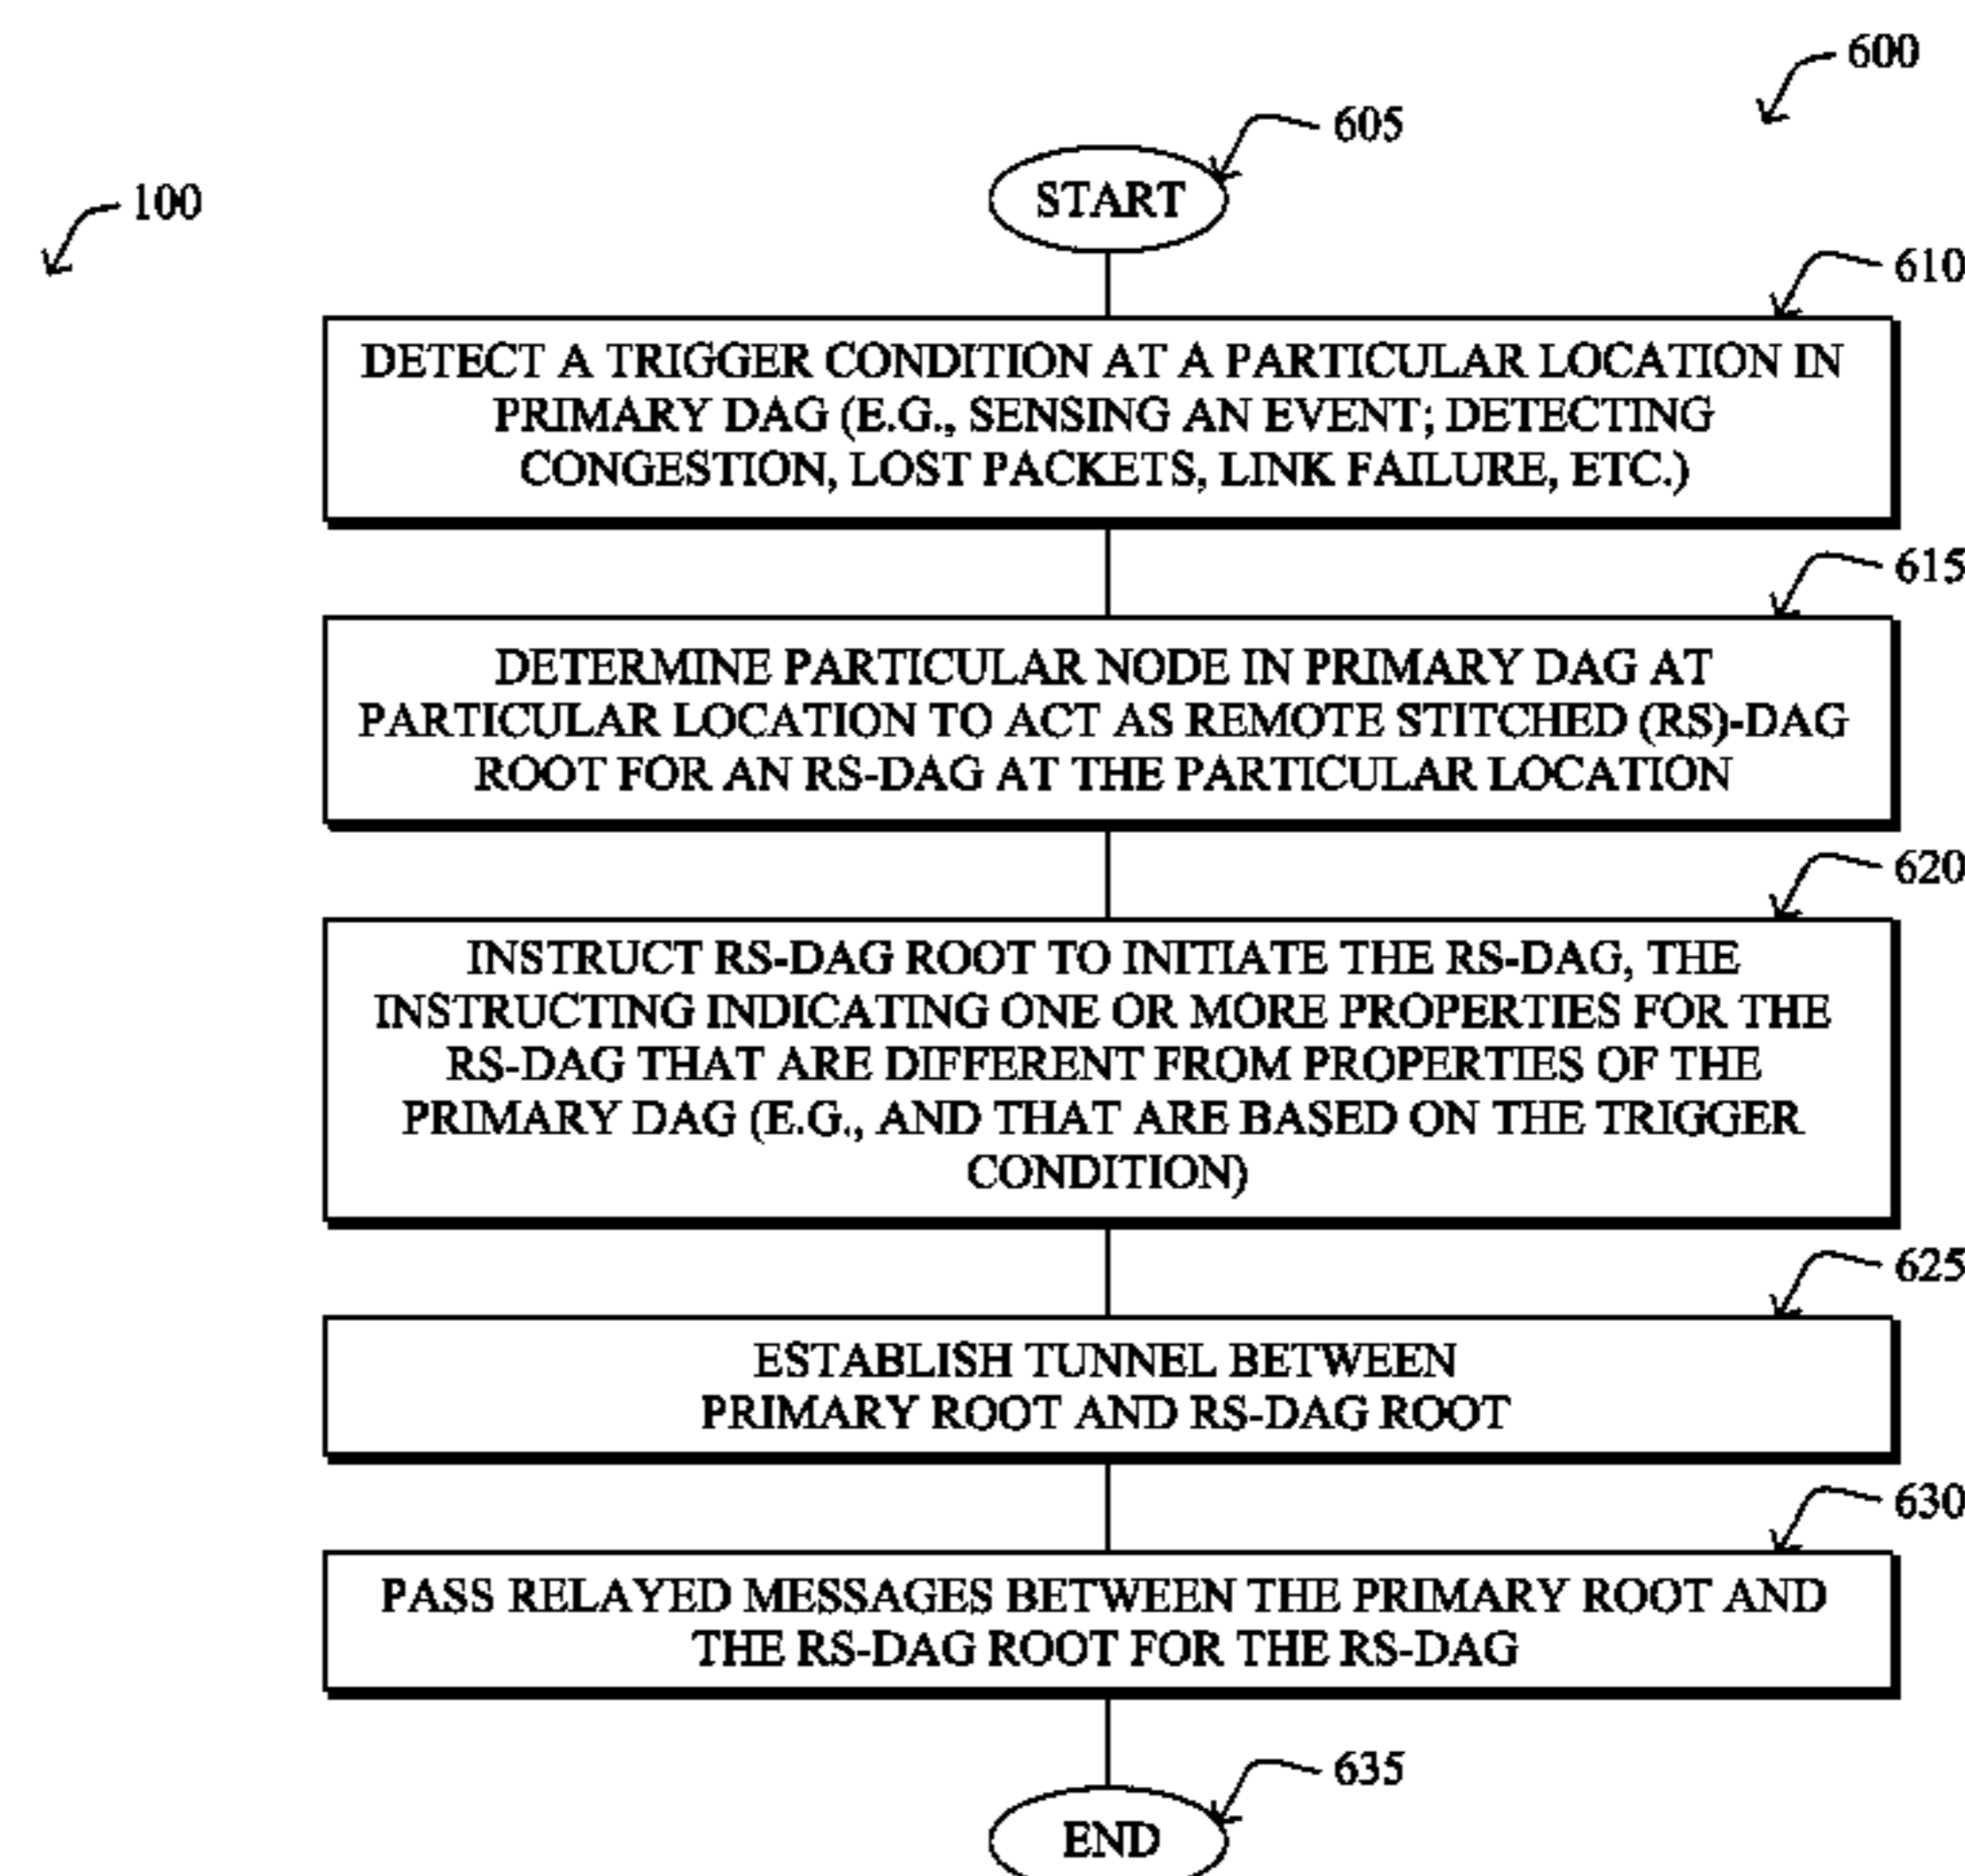 600
605
START
100
610
DETECT A TRIGGER CONDITION AT A PARTICULAR LOCATION IN
PRIMARY DAG (E.G., SENSING AN EVENT; DETECTING
CONGESTION, LOST PACKETS, LINK FAILURE, ETC.)
615
DETERMINE PARTICULAR NODE IN PRIMARY DAG AT
PARTICULAR LOCATION TO ACT AS REMOTE STITCHED (RS)-DAG
ROOT FOR AN RS-DAG AT THE PARTICULAR LOCATION
620
INSTRUCT RS-DAG ROOT TO INITIATE THE RS-DAG, THE
INSTRUCTING INDICATING ONE OR MORE PROPERTIES FOR THE
RS-DAG THAT ARE DIFFERENT FROM PROPERTIES OF THE
PRIMARY DAG (E.G., AND THAT ARE BASED ON THE TRIGGER
CONDITION)
625
ESTABLISH TUNNEL BETWEEN
PRIMARY ROOT AND RS-DAG ROOT
630
PASS RELAYED MESSAGES BETWEEN THE PRIMARY ROOT AND
THE RS-DAG ROOT FOR THE RS-DAG
635
END